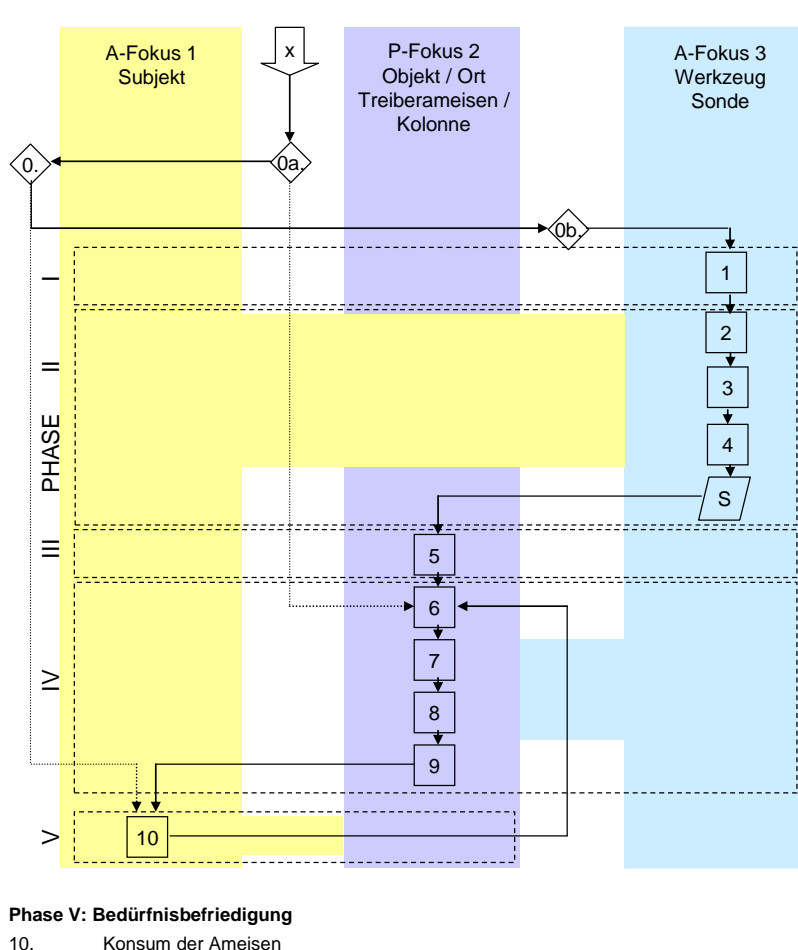 A-Fokus 1
Subjekt
x
P-Fokus 2
Objekt / Ort
Treiberameisen /
Kolonne
A-Fokus 3
Werkzeug
Sonde
0.
0a.
0b.
PHASE
I
1
II
2
3
4
S
III
5
IV
6
7
8
9
V
10
Phase V: Bedürfnisbefriedigung
10. Konsum der Ameisen